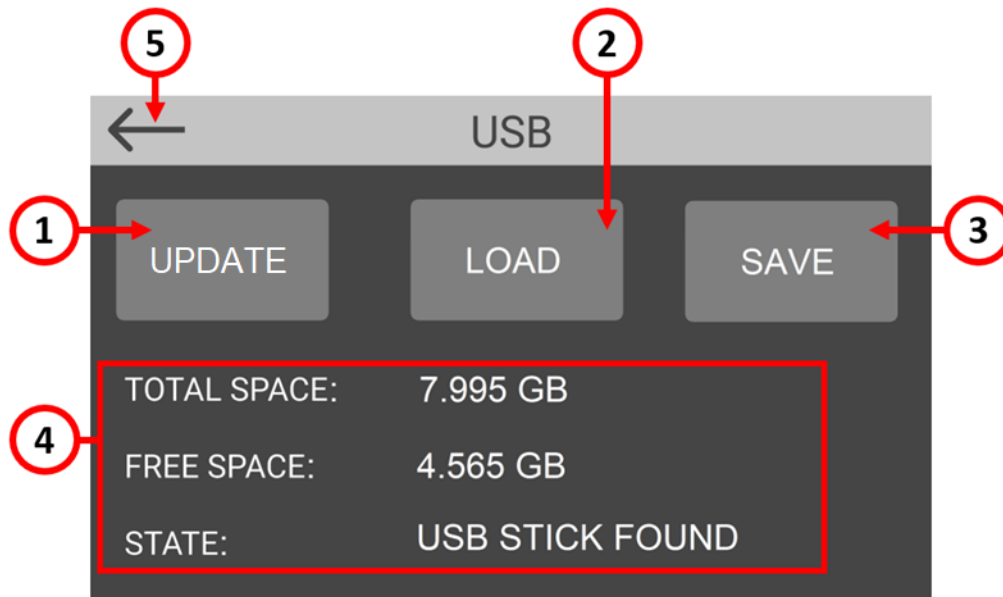 5 2
USB
1 UPDATE LOAD SAVE 3
TOTAL SPACE: 7.995 GB
4 FREE SPACE: 4.565 GB
STATE: USB STICK FOUND